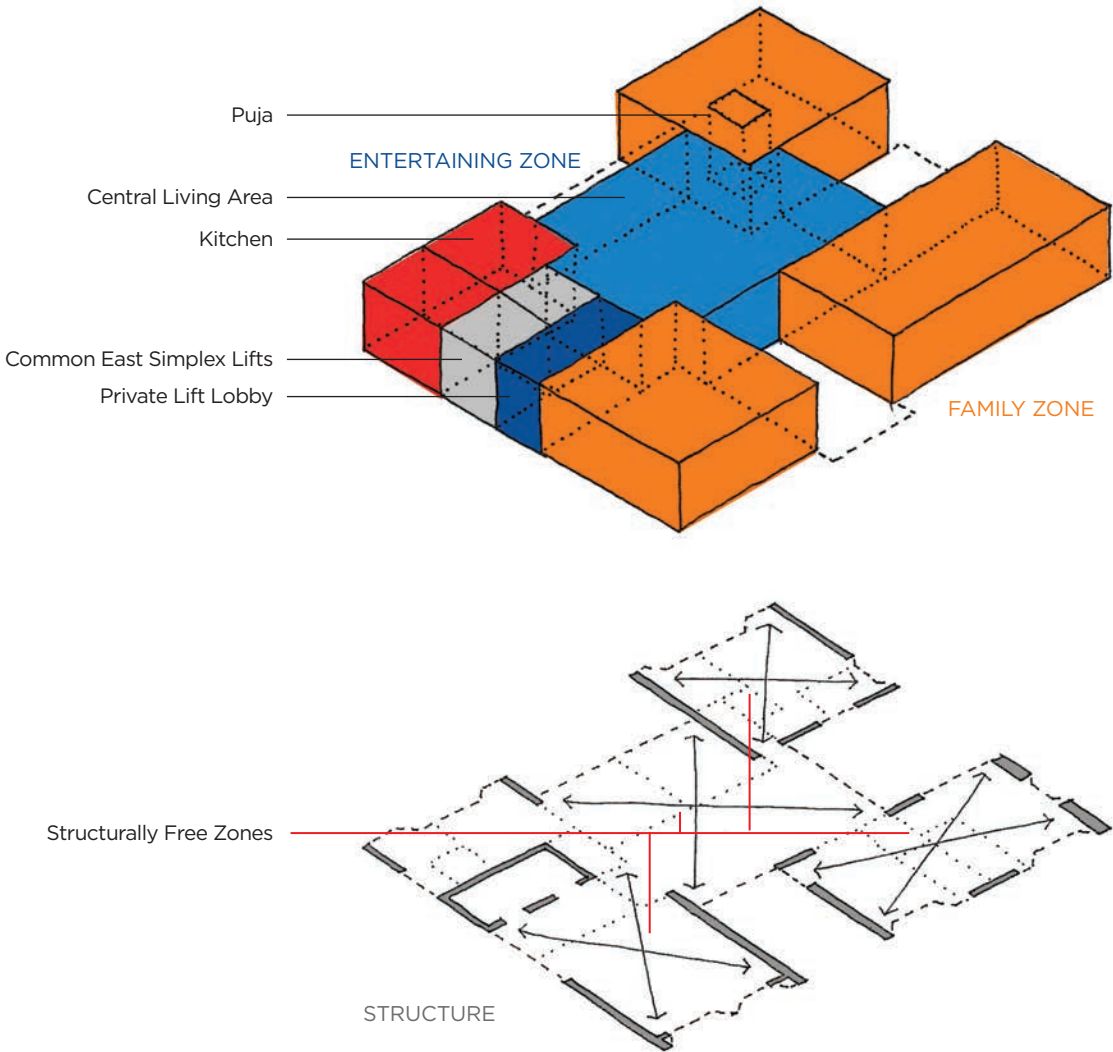 Puja
ENTERTAINING ZONE
Central Living Area
Kitchen
Common East Simplex Lifts
Private Lift Lobby
FAMILY ZONE
Structurally Free Zones
STRUCTURE